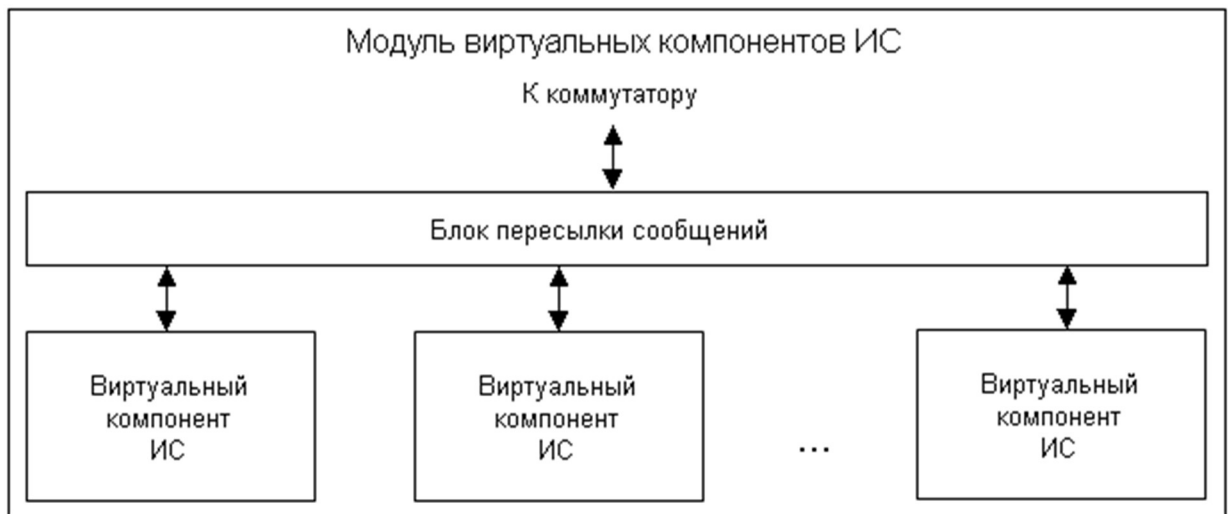 Модуль виртуальных компонентов ИС
К коммутатору
Блок пересылки сообщений
Виртуальный
компонент
ИС
Виртуальный
компонент
ИС
...
Виртуальный
компонент
ИС